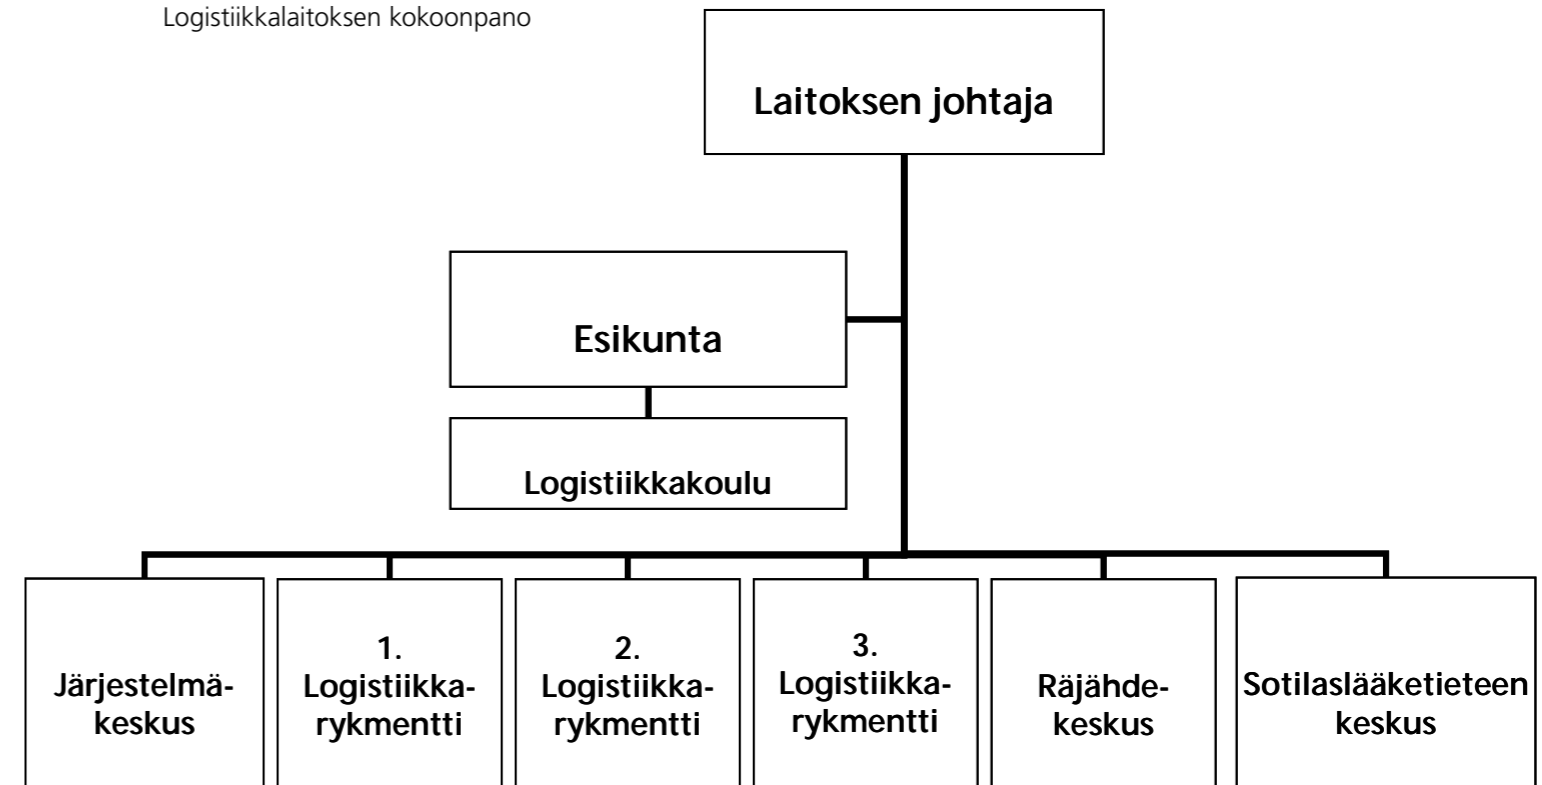 Logistiikkalaitoksen kokoonpano
Laitoksen johtaja
Esikunta
Logistiikkakoulu
Järjestelmä-
keskus
1.
Logistiikka-
rykmentti
2.
Logistiikka-
rykmentti
3.
Logistiikka-
rykmentti
Räjähde-
keskus
Sotilaslääketieteen
keskus